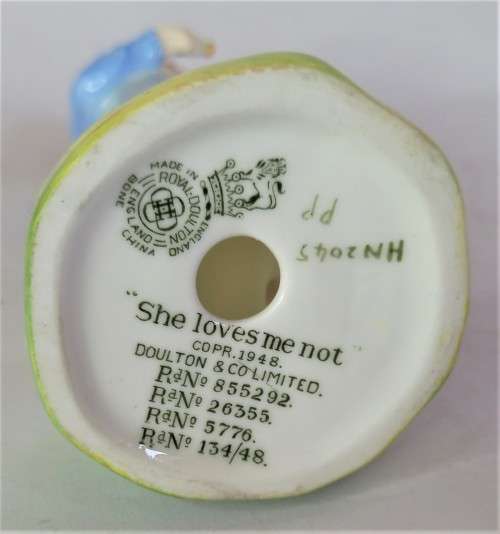 MADE IN ENGLAND
ROYAL·DOULTON
ENGLAND
BONE CHINA
PP
HN2045
"She loves me not"
COPR.1948.
DOULTON & CO LIMITED.
RdNº 855292.
RdNº 26355.
RdNº 5776.
RdNº 134/48.